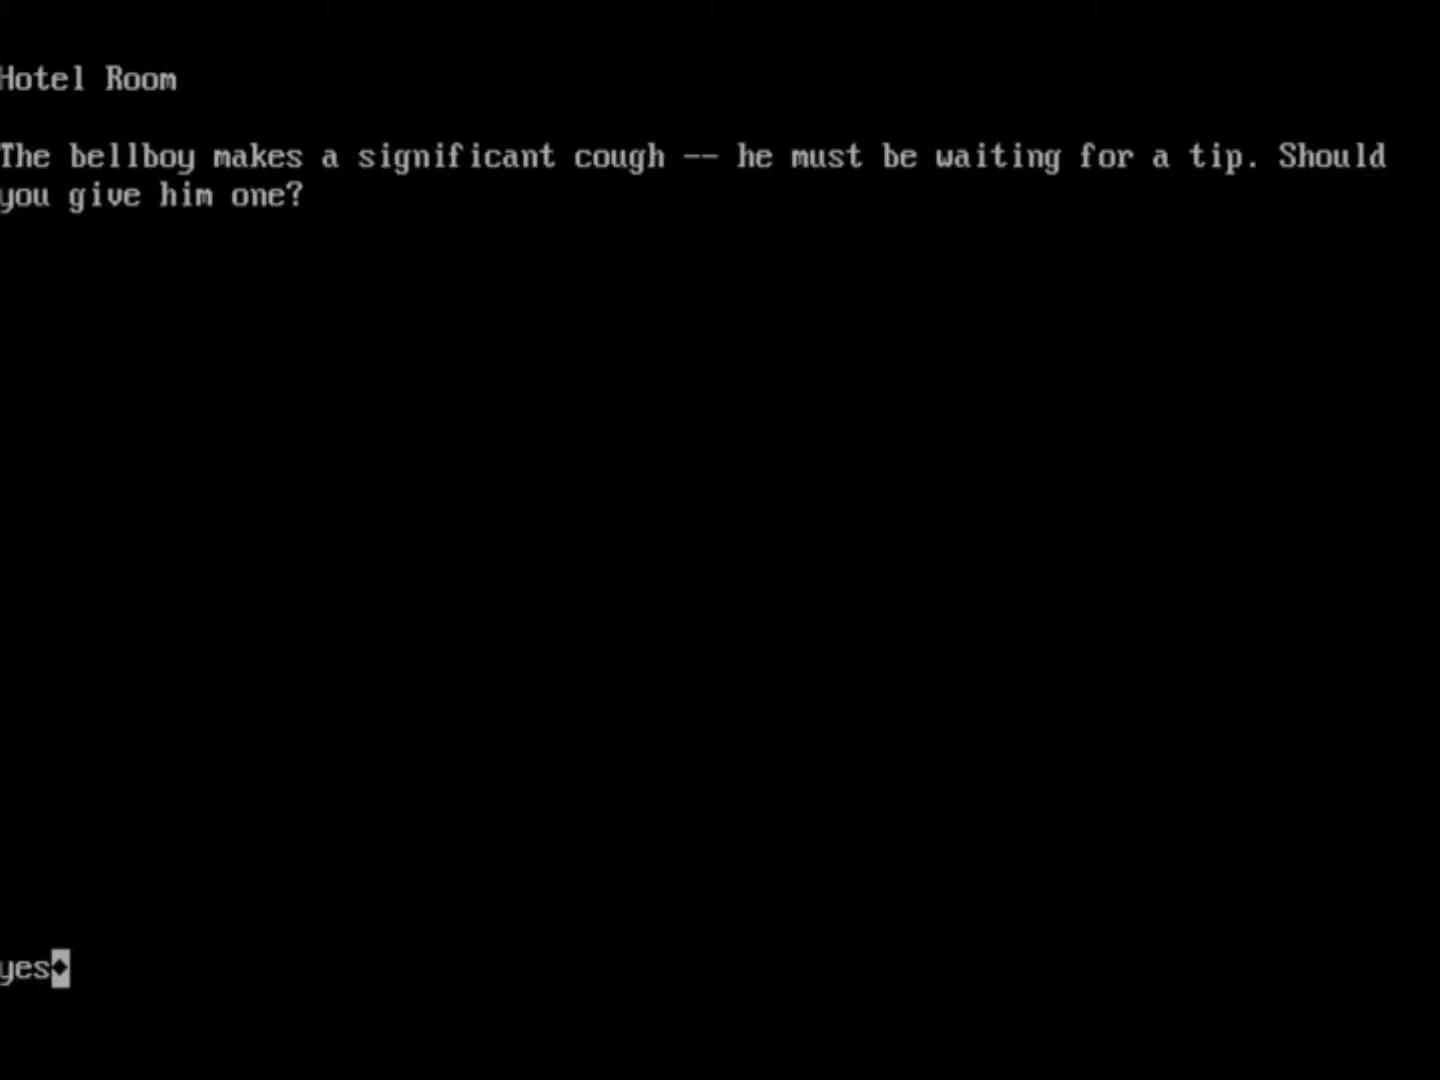 Hotel Room
The bellboy makes a significant cough -- he must be waiting for a tip. Should
you give him one?
yes